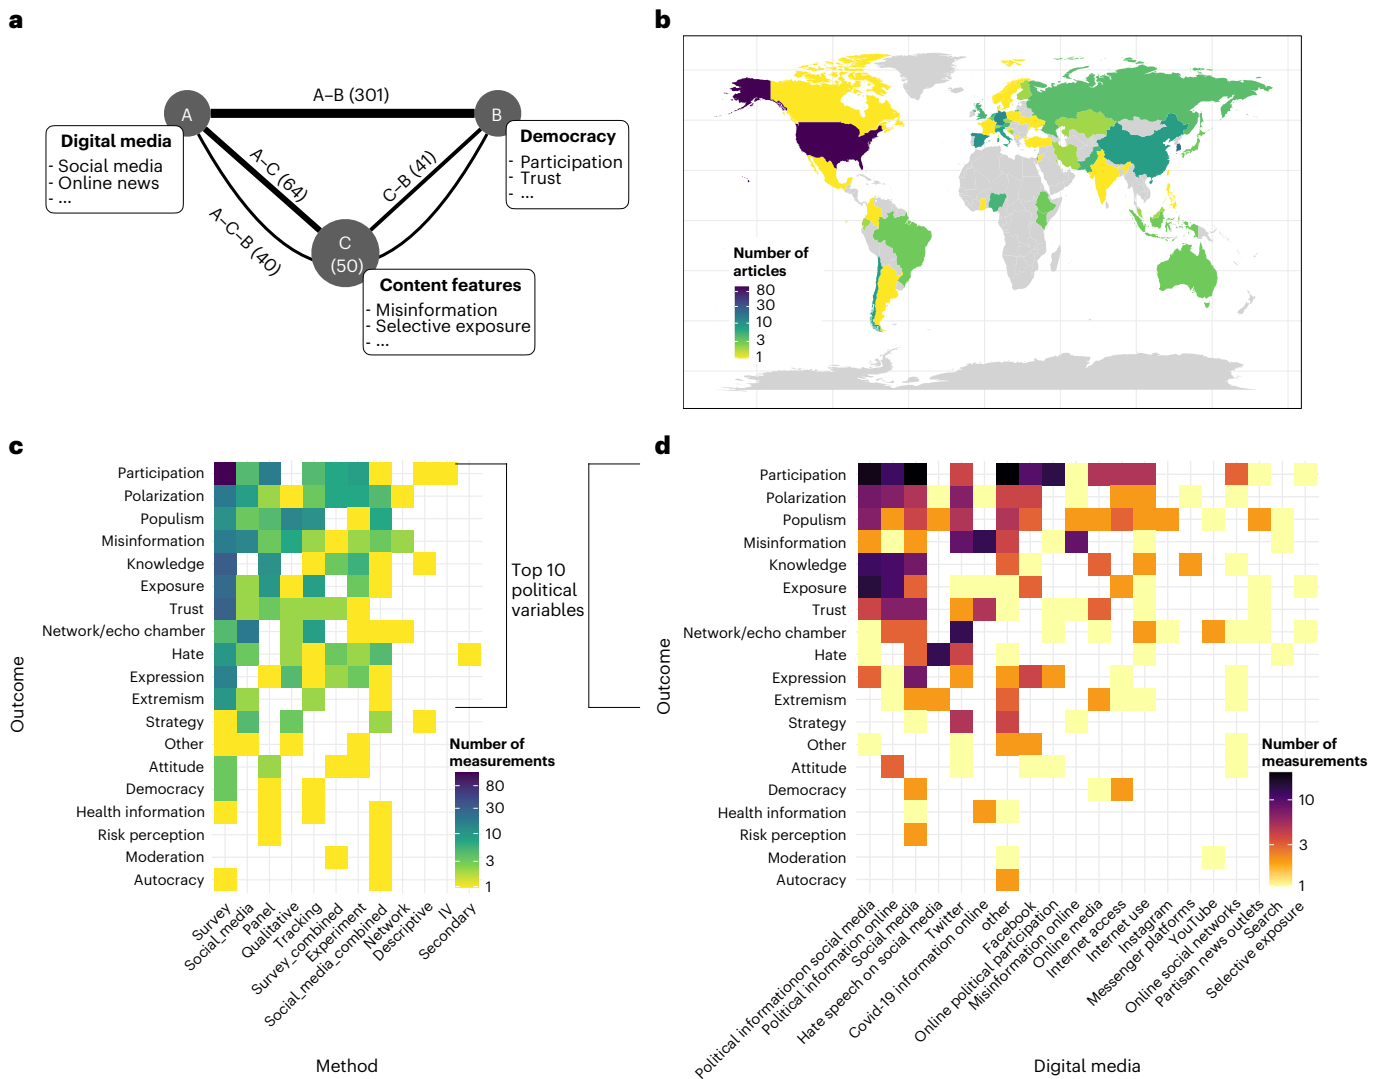 a
A–B (301)
A
B
Digital media
- Social media
- Online news
- ...
Democracy
- Participation
- Trust
- ...
A–C (64)
C–B (41)
A–C–B (40)
C
(50)
Content features
- Misinformation
- Selective exposure
- ...
b
Number of
articles
80
30
10
3
1
c
Outcome
Participation
Polarization
Populism
Misinformation
Knowledge
Exposure
Trust
Network/echo chamber
Hate
Expression
Extremism
Strategy
Other
Attitude
Democracy
Health information
Risk perception
Moderation
Autocracy
Top 10
political
variables
Number of
measurements
80
30
10
3
1
Survey
Social_media
Panel
Qualitative
Tracking
Survey_combined
Experiment
Social_media_combined
Network
Descriptive
IV
Secondary
Method
d
Outcome
Participation
Polarization
Populism
Misinformation
Knowledge
Exposure
Trust
Network/echo chamber
Hate
Expression
Extremism
Strategy
Other
Attitude
Democracy
Health information
Risk perception
Moderation
Autocracy
Number of
measurements
10
3
1
Political informationon social media
Political information online
Social media
Hate speech on social media
Twitter
Covid-19 information online
other
Facebook
Online political participation
Misinformation online
Online media
Internet access
Internet use
Instagram
Messenger platforms
YouTube
Online social networks
Partisan news outlets
Search
Selective exposure
Digital media